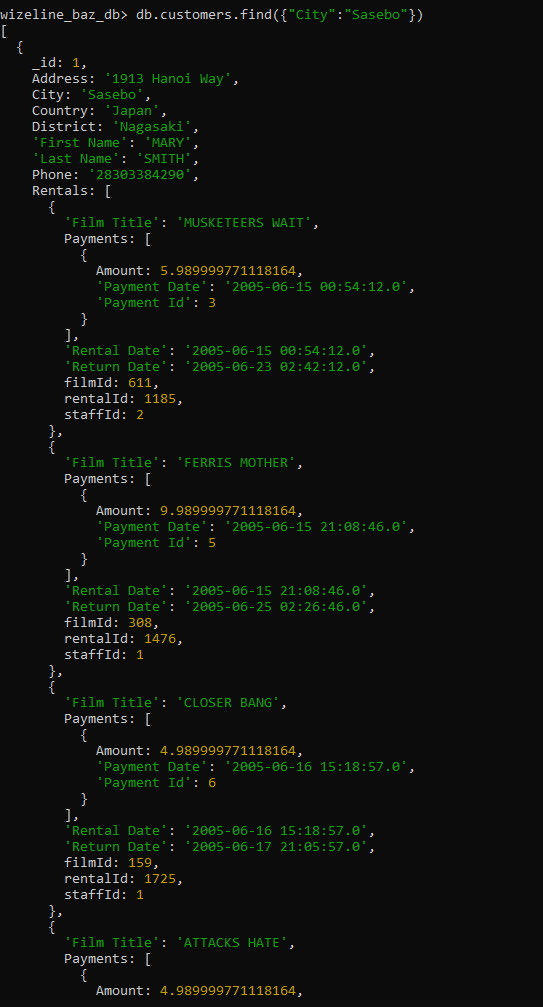 wizeline_baz_db> db.customers.find({"City":"Sasebo"})
[
  {
    _id: 1,
    Address: '1913 Hanoi Way',
    City: 'Sasebo',
    Country: 'Japan',
    District: 'Nagasaki',
    'First Name': 'MARY',
    'Last Name': 'SMITH',
    Phone: '28303384290',
    Rentals: [
      {
        'Film Title': 'MUSKETEERS WAIT',
        Payments: [
          {
            Amount: 5.989999771118164,
            'Payment Date': '2005-06-15 00:54:12.0',
            'Payment Id': 3
          }
        ],
        'Rental Date': '2005-06-15 00:54:12.0',
        'Return Date': '2005-06-23 02:42:12.0',
        filmId: 611,
        rentalId: 1185,
        staffId: 2
      },
      {
        'Film Title': 'FERRIS MOTHER',
        Payments: [
          {
            Amount: 9.989999771118164,
            'Payment Date': '2005-06-15 21:08:46.0',
            'Payment Id': 5
          }
        ],
        'Rental Date': '2005-06-15 21:08:46.0',
        'Return Date': '2005-06-25 02:26:46.0',
        filmId: 308,
        rentalId: 1476,
        staffId: 1
      },
      {
        'Film Title': 'CLOSER BANG',
        Payments: [
          {
            Amount: 4.989999771118164,
            'Payment Date': '2005-06-16 15:18:57.0',
            'Payment Id': 6
          }
        ],
        'Rental Date': '2005-06-16 15:18:57.0',
        'Return Date': '2005-06-17 21:05:57.0',
        filmId: 159,
        rentalId: 1725,
        staffId: 1
      },
      {
        'Film Title': 'ATTACKS HATE',
        Payments: [
          {
            Amount: 4.989999771118164,